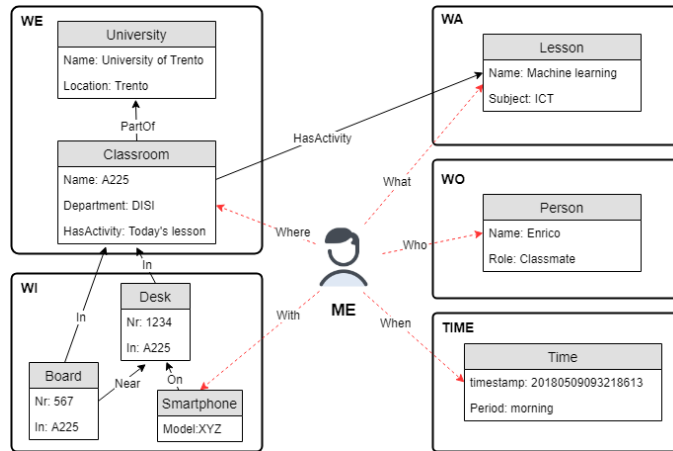 WE
University
Name: University of Trento
Location: Trento
PartOf
Classroom
Name: A225
Department: DISI
HasActivity: Today's lesson
HasActivity
WA
Lesson
Name: Machine learning
Subject: ICT
What
WO
Person
Name: Enrico
Role: Classmate
Where
Who
ME
With
When
WI
In
In
Desk
Nr: 1234
In: A225
Board
Nr: 567
In: A225
Near
On
Smartphone
Model:XYZ
TIME
Time
timestamp: 20180509093218613
Period: morning